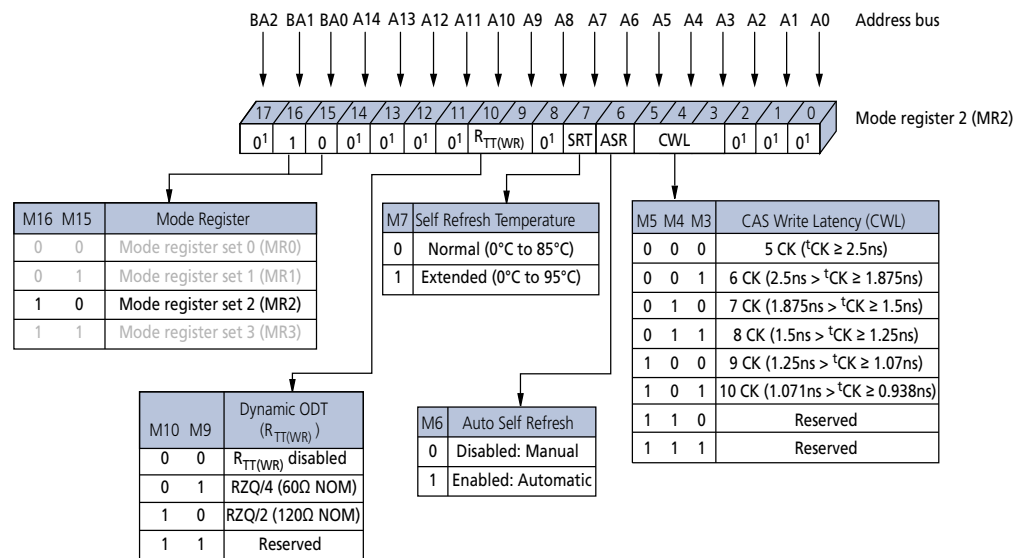 BA2 BA1 BA0 A14 A13 A12 A11 A10 A9 A8 A7 A6 A5 A4 A3 A2 A1 A0 Address bus
17 16 15 14 13 12 11 10 9 8 7 6 5 4 3 2 1 0
Mode register 2 (MR2)
0¹ 1 0 0¹ 0¹ 0¹ 0¹ RTT(WR) 0¹ SRT ASR CWL 0¹ 0¹ 0¹
M16 M15 Mode Register
0 0 Mode register set 0 (MR0)
0 1 Mode register set 1 (MR1)
1 0 Mode register set 2 (MR2)
1 1 Mode register set 3 (MR3)
M7 Self Refresh Temperature
0 Normal (0°C to 85°C)
1 Extended (0°C to 95°C)
M5 M4 M3 CAS Write Latency (CWL)
0 0 0 5 CK (ᵗCK ≥ 2.5ns)
0 0 1 6 CK (2.5ns > ᵗCK ≥ 1.875ns)
0 1 0 7 CK (1.875ns > ᵗCK ≥ 1.5ns)
0 1 1 8 CK (1.5ns > ᵗCK ≥ 1.25ns)
1 0 0 9 CK (1.25ns > ᵗCK ≥ 1.07ns)
1 0 1 10 CK (1.071ns > ᵗCK ≥ 0.938ns)
1 1 0 Reserved
1 1 1 Reserved
M10 M9 Dynamic ODT
(RTT(WR) )
0 0 RTT(WR) disabled
0 1 RZQ/4 (60Ω NOM)
1 0 RZQ/2 (120Ω NOM)
1 1 Reserved
M6 Auto Self Refresh
0 Disabled: Manual
1 Enabled: Automatic